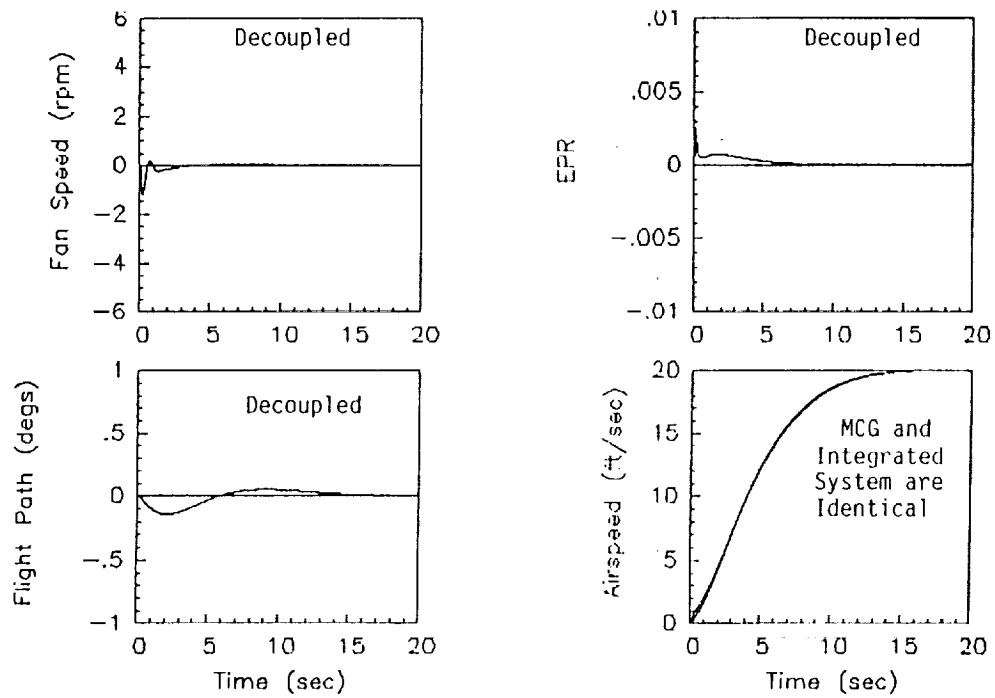 6
4
2
0
−2
−4
−6
Fan Speed (rpm)
Decoupled
0 5 10 15 20
.01
.005
0
−.005
−.01
EPR
Decoupled
0 5 10 15 20
1
.5
0
−.5
−1
Flight Path (degs)
Decoupled
0 5 10 15 20
Time (sec)
20
15
10
5
0
Airspeed (ft/sec)
MCG and
Integrated
System are
Identical
0 5 10 15 20
Time (sec)